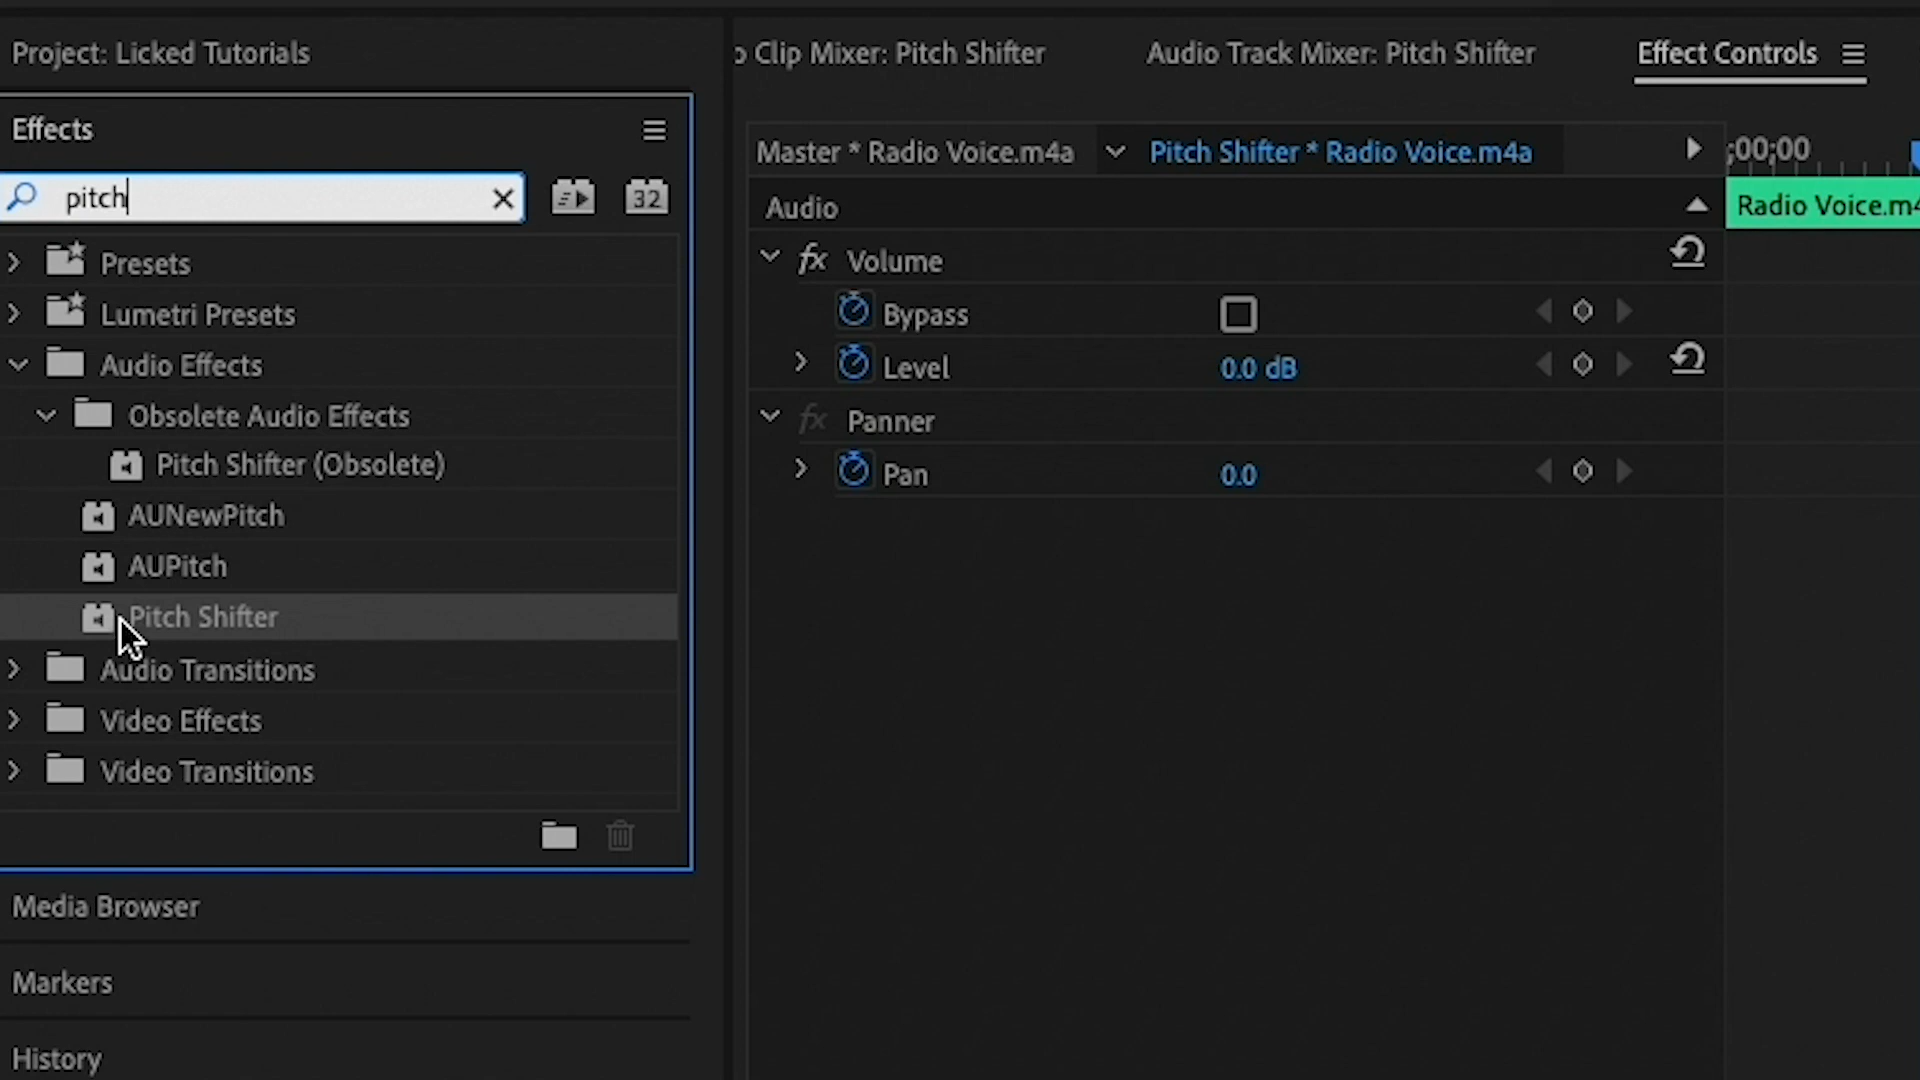 Project: Licked Tutorials
Effects
pitch
32
Presets
Lumetri Presets
Audio Effects
Obsolete Audio Effects
Pitch Shifter (Obsolete)
AUNewPitch
AUPitch
Pitch Shifter
Audio Transitions
Video Effects
Video Transitions
Media Browser
Markers
History
o Clip Mixer: Pitch Shifter
Audio Track Mixer: Pitch Shifter
Effect Controls
Master * Radio Voice.m4a
Pitch Shifter * Radio Voice.m4a
;00;00
Audio
Radio Voice.m4
fx Volume
Bypass
Level 0.0 dB
fx Panner
Pan 0.0